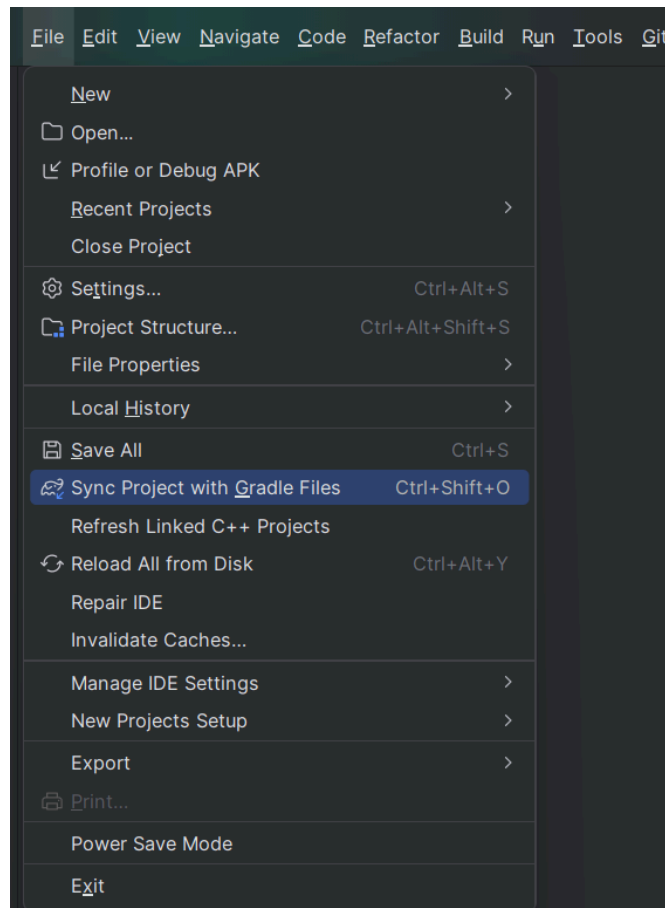 File Edit View Navigate Code Refactor Build Run Tools Git
New
Open...
Profile or Debug APK
Recent Projects
Close Project
Settings... Ctrl+Alt+S
Project Structure... Ctrl+Alt+Shift+S
File Properties
Local History
Save All Ctrl+S
Sync Project with Gradle Files Ctrl+Shift+O
Refresh Linked C++ Projects
Reload All from Disk Ctrl+Alt+Y
Repair IDE
Invalidate Caches...
Manage IDE Settings
New Projects Setup
Export
Print...
Power Save Mode
Exit